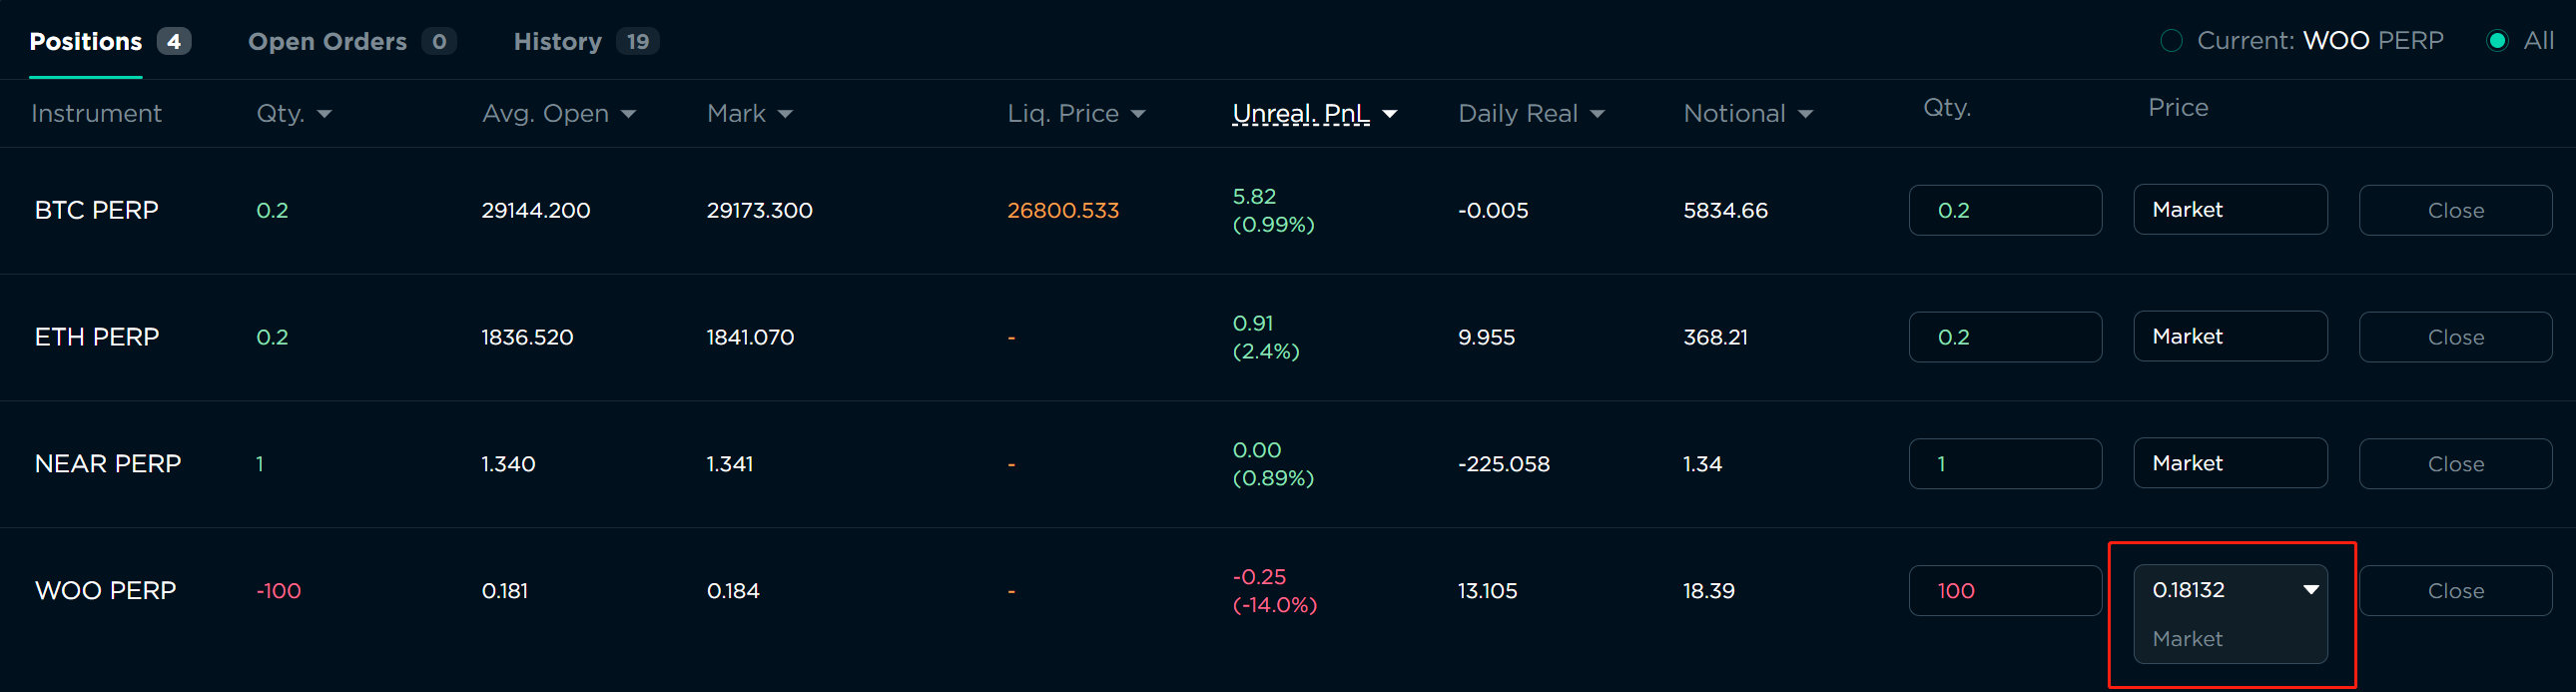 Positions 4 Open Orders 0 History 19 Current: WOO PERP All
Instrument Qty. Avg. Open Mark Liq. Price Unreal. PnL Daily Real Notional Qty. Price
BTC PERP 0.2 29144.200 29173.300 26800.533 5.82 -0.005 5834.66 0.2 Market Close
(0.99%)
ETH PERP 0.2 1836.520 1841.070 - 0.91 9.955 368.21 0.2 Market Close
(2.4%)
NEAR PERP 1 1.340 1.341 - 0.00 -225.058 1.34 1 Market Close
(0.89%)
WOO PERP -100 0.181 0.184 - -0.25 13.105 18.39 100 0.18132 Close
(-14.0%)
Market